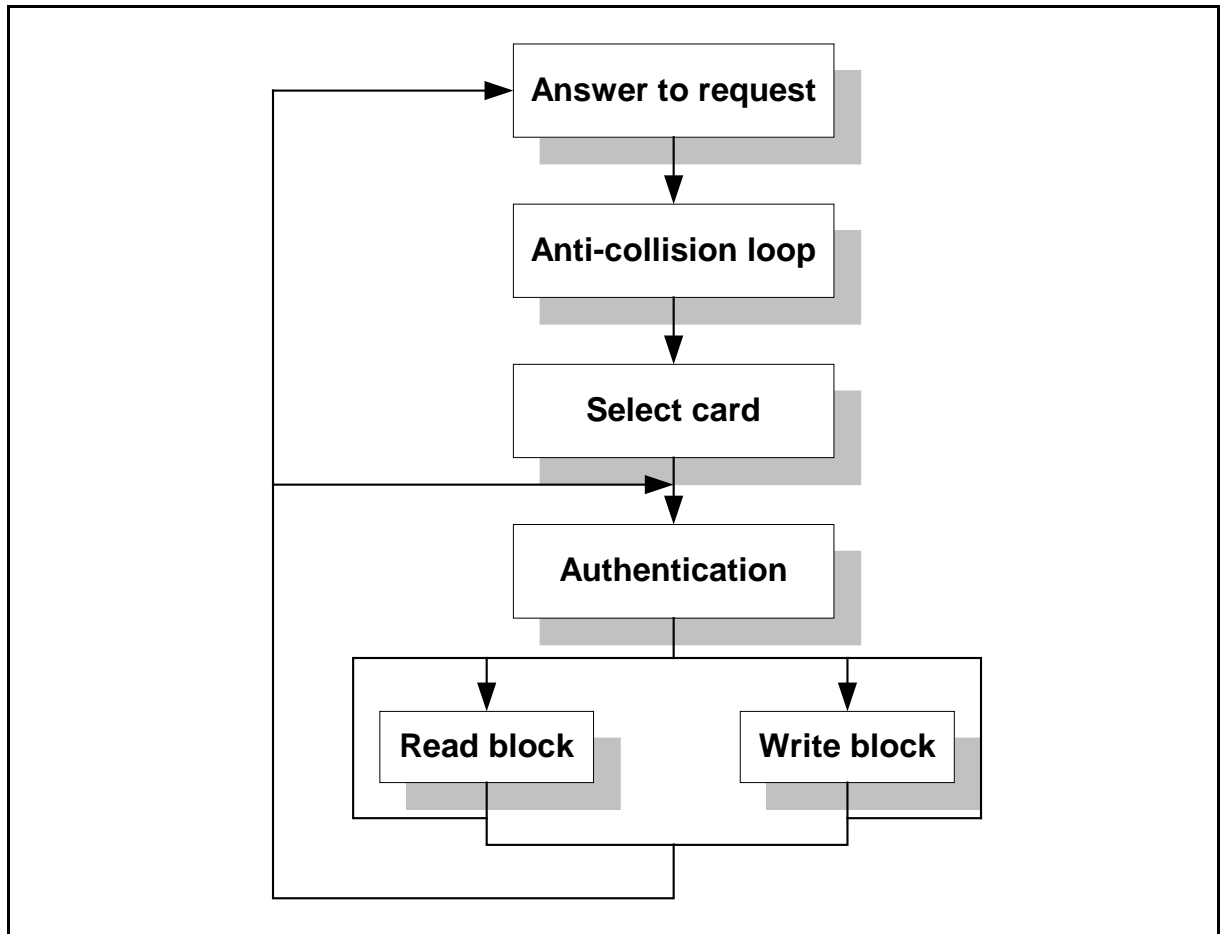 Answer to request
Anti-collision loop
Select card
Authentication
Read block
Write block